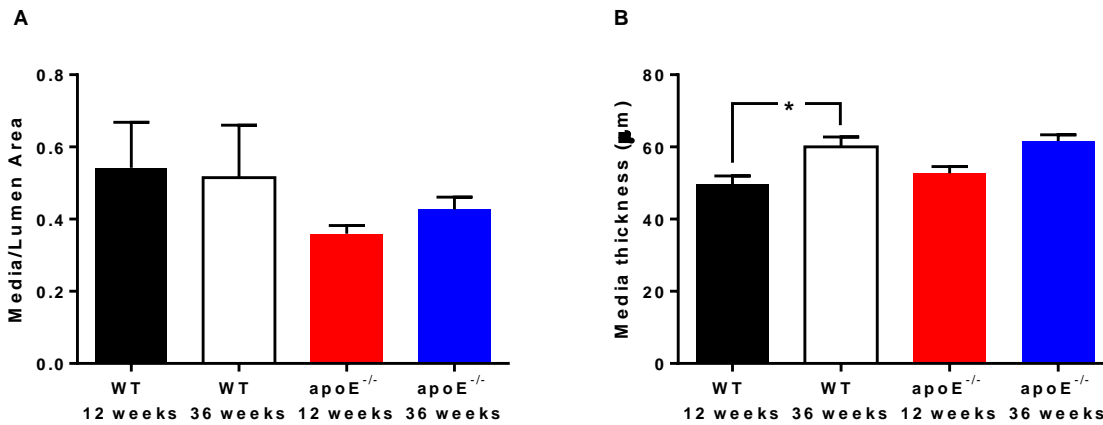 A
Media/Lumen Area
0.8
0.6
0.4
0.2
0.0
WT
12 weeks
WT
36 weeks
apoE-/-
12 weeks
apoE-/-
36 weeks
B
Media thickness (μm)
80
60
40
20
0
*
WT
12 weeks
WT
36 weeks
apoE-/-
12 weeks
apoE-/-
36 weeks